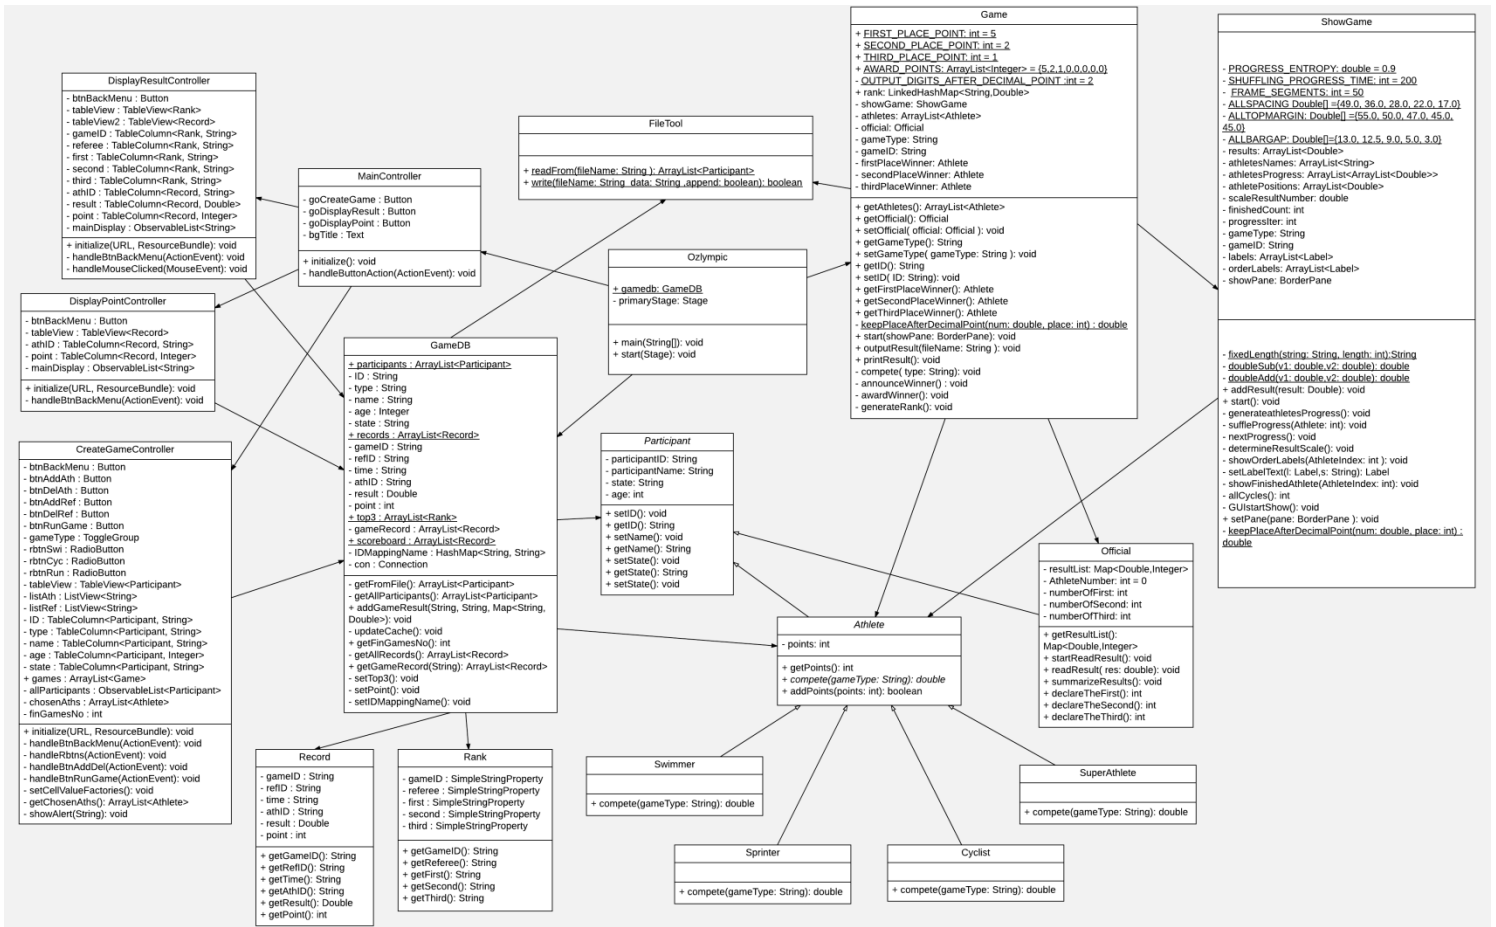 DisplayResultController
- btnBackMenu : Button
- tableView : TableView<Rank>
- tableView2 : TableView<Record>
- gameID : TableColumn<Rank, String>
- referee : TableColumn<Rank, String>
- first : TableColumn<Rank, String>
- second : TableColumn<Rank, String>
- third : TableColumn<Rank, String>
- athID : TableColumn<Record, String>
- result : TableColumn<Record, Double>
- point : TableColumn<Record, Integer>
- mainDisplay : ObservableList<String>
+ initialize(URL, ResourceBundle): void
- handleBtnBackMenu(ActionEvent): void
- handleMouseClicked(MouseEvent): void
MainController
- goCreateGame : Button
- goDisplayResult : Button
- goDisplayPoint : Button
- bgTitle : Text
+ initialize(): void
- handleButtonAction(ActionEvent): void
DisplayPointController
- btnBackMenu : Button
- tableView : TableView<Record>
- athID : TableColumn<Record, String>
- point : TableColumn<Record, Integer>
- mainDisplay : ObservableList<String>
+ initialize(URL, ResourceBundle): void
- handleBtnBackMenu(ActionEvent): void
CreateGameController
- btnBackMenu : Button
- btnAddAth : Button
- btnDelAth : Button
- btnAddRef : Button
- btnDelRef : Button
- btnRunGame : Button
- gameType : ToggleGroup
- rbtnSwi : RadioButton
- rbtnCyc : RadioButton
- rbtnRun : RadioButton
- tableView : TableView<Participant>
- listAth : ListView<String>
- listRef : ListView<String>
- ID : TableColumn<Participant, String>
- type : TableColumn<Participant, String>
- name : TableColumn<Participant, String>
- age : TableColumn<Participant, Integer>
- state : TableColumn<Participant, String>
+ games : ArrayList<Game>
- allParticipants : ObservableList<Participant>
- chosenAths : ArrayList<Athlete>
- finGamesNo : int
+ initialize(URL, ResourceBundle): void
- handleBtnBackMenu(ActionEvent): void
- handleRbtns(ActionEvent): void
- handleBtnAddDel(ActionEvent): void
- handleBtnRunGame(ActionEvent): void
- setCellValueFactories(): void
- getChosenAths(): ArrayList<Athlete>
- showAlert(String): void
FileTool
+ readFrom(fileName: String ): ArrayList<Participant>
+ write(fileName: String data: String ,append: boolean): boolean
Ozlympic
+ gamedb: GameDB
- primaryStage: Stage
+ main(String[]): void
+ start(Stage): void
GameDB
+ participants : ArrayList<Participant>
- ID : String
- type : String
- name : String
- age : Integer
- state : String
+ records : ArrayList<Record>
- gameID : String
- refID : String
- time : String
- athID : String
- result : Double
- point : int
+ top3 : ArrayList<Rank>
- gameRecord : ArrayList<Record>
+ scoreboard : ArrayList<Record>
- IDMappingName : HashMap<String, String>
- con : Connection
- getFromFile(): ArrayList<Participant>
- getAllParticipants(): ArrayList<Participant>
+ addGameResult(String, String, Map<String,
Double>): void
- updateCache(): void
+ getFinGamesNo(): int
- getAllRecords(): ArrayList<Record>
+ getGameRecord(String): ArrayList<Record>
- setTop3(): void
- setPoint(): void
- setIDMappingName(): void
Record
- gameID : String
- refID : String
- time : String
- athID : String
- result : Double
- point : int
+ getGameID(): String
+ getRefID(): String
+ getTime(): String
+ getAthID(): String
+ getResult(): Double
+ getPoint(): int
Rank
- gameID : SimpleStringProperty
- referee : SimpleStringProperty
- first : SimpleStringProperty
- second : SimpleStringProperty
- third : SimpleStringProperty
+ getGameID(): String
+ getReferee(): String
+ getFirst(): String
+ getSecond(): String
+ getThird(): String
Participant
- participantID: String
- participantName: String
- state: String
- age: int
+ setID(): void
+ getID(): String
+ setName(): void
+ getName(): String
+ setState(): void
+ getState(): String
+ setState(): void
Game
+ FIRST_PLACE_POINT: int = 5
+ SECOND_PLACE_POINT: int = 2
+ THIRD_PLACE_POINT: int = 1
+ AWARD_POINTS: ArrayList<Integer> = {5,2,1,0,0,0,0,0}
- OUTPUT_DIGITS_AFTER_DECIMAL_POINT :int = 2
+ rank: LinkedHashMap<String,Double>
- showGame: ShowGame
- athletes: ArrayList<Athlete>
- official: Official
- gameType: String
- gameID: String
- firstPlaceWinner: Athlete
- secondPlaceWinner: Athlete
- thirdPlaceWinner: Athlete
+ getAthletes(): ArrayList<Athlete>
+ getOfficial(): Official
+ setOfficial( official: Official ): void
+ getGameType(): String
+ setGameType( gameType: String ): void
+ getID(): String
+ setID( ID: String): void
+ getFirstPlaceWinner(): Athlete
+ getSecondPlaceWinner(): Athlete
+ getThirdPlaceWinner(): Athlete
- keepPlaceAfterDecimalPoint(num: double, place: int) : double
+ start(showPane: BorderPane): void
+ outputResult(fileName: String ): void
+ printResult(): void
- compete( type: String): void
- announceWinner() : void
- awardWinner(): void
- generateRank(): void
ShowGame
- PROGRESS_ENTROPY: double = 0.9
- SHUFFLING_PROGRESS_TIME: int = 200
- FRAME_SEGMENTS: int = 50
- ALLSPACING Double[] ={49.0, 36.0, 28.0, 22.0, 17.0}
- ALLTOPMARGIN: Double[] ={55.0, 50.0, 47.0, 45.0,
45.0}
- ALLBARGAP: Double[]={13.0, 12.5, 9.0, 5.0, 3.0}
- results: ArrayList<Double>
- athletesNames: ArrayList<String>
- athletesProgress: ArrayList<ArrayList<Double>>
- athletePositions: ArrayList<Double>
- scaleResultNumber: double
- finishedCount: int
- progressIter: int
- gameType: String
- gameID: String
- labels: ArrayList<Label>
- orderLabels: ArrayList<Label>
- showPane: BorderPane
- fixedLength(string: String, length: int):String
- doubleSub(v1: double,v2: double): double
- doubleAdd(v1: double,v2: double): double
+ addResult(result: Double): void
+ start(): void
- generateathletesProgress(): void
- suffleProgress(Athlete: int): void
- nextProgress(): void
- determineResultScale(): void
- showOrderLabels(AthleteIndex: int ): void
- setLabelText(l: Label,s: String): Label
- showFinishedAthlete(AthleteIndex: int): void
- allCycles(): int
- GUIstartShow(): void
+ setPane(pane: BorderPane ): void
- keepPlaceAfterDecimalPoint(num: double, place: int) :
double
Official
- resultList: Map<Double,Integer>
- AthleteNumber: int = 0
- numberOfFirst: int
- numberOfSecond: int
- numberOfThird: int
+ getResultList():
Map<Double,Integer>
+ startReadResult(): void
+ readResult( res: double): void
+ summarizeResults(): void
+ declareTheFirst(): int
+ declareTheSecond(): int
+ declareTheThird(): int
Athlete
- points: int
+ getPoints(): int
+ compete(gameType: String): double
+ addPoints(points: int): boolean
Swimmer
+ compete(gameType: String): double
SuperAthlete
+ compete(gameType: String): double
Sprinter
+ compete(gameType: String): double
Cyclist
+ compete(gameType: String): double